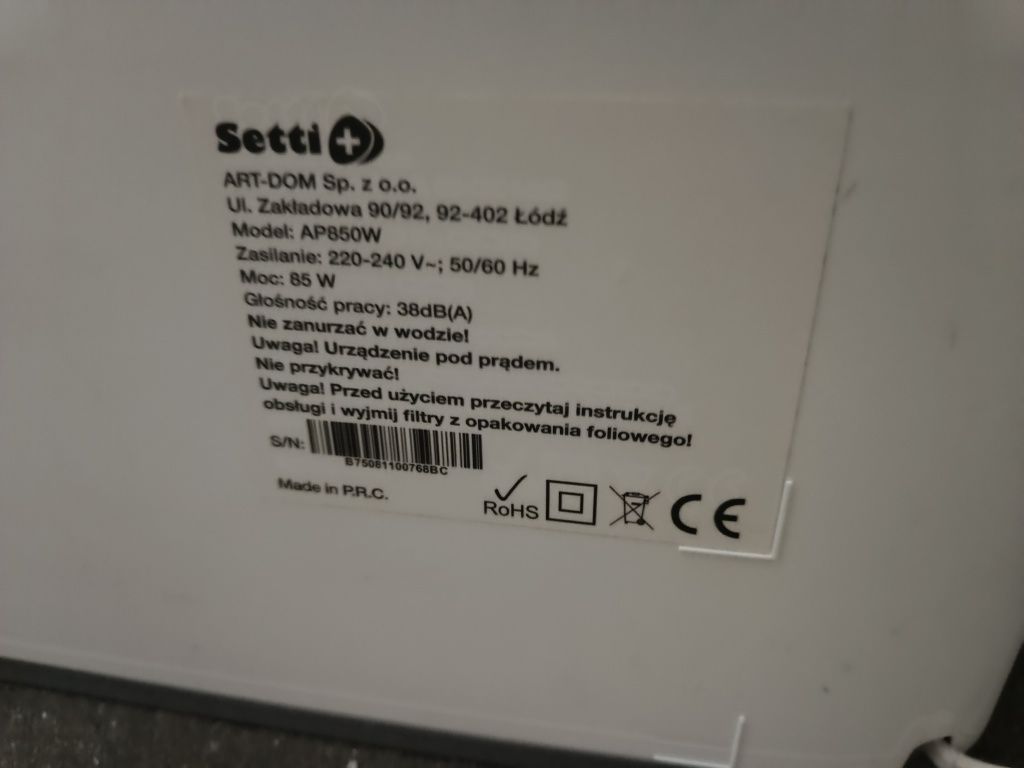 Setti+
ART-DOM Sp. z o.o.
Ul. Zakładowa 90/92, 92-402 Łódź
Model: AP850W
Zasilanie: 220-240 V~; 50/60 Hz
Moc: 85 W
Głośność pracy: 38dB(A)
Nie zanurzać w wodzie!
Uwaga! Urządzenie pod prądem.
Nie przykrywać!
Uwaga! Przed użyciem przeczytaj instrukcję
obsługi i wyjmij filtry z opakowania foliowego!
S/N:
B75081100768BC
Made in P.R.C.
RoHS
CE